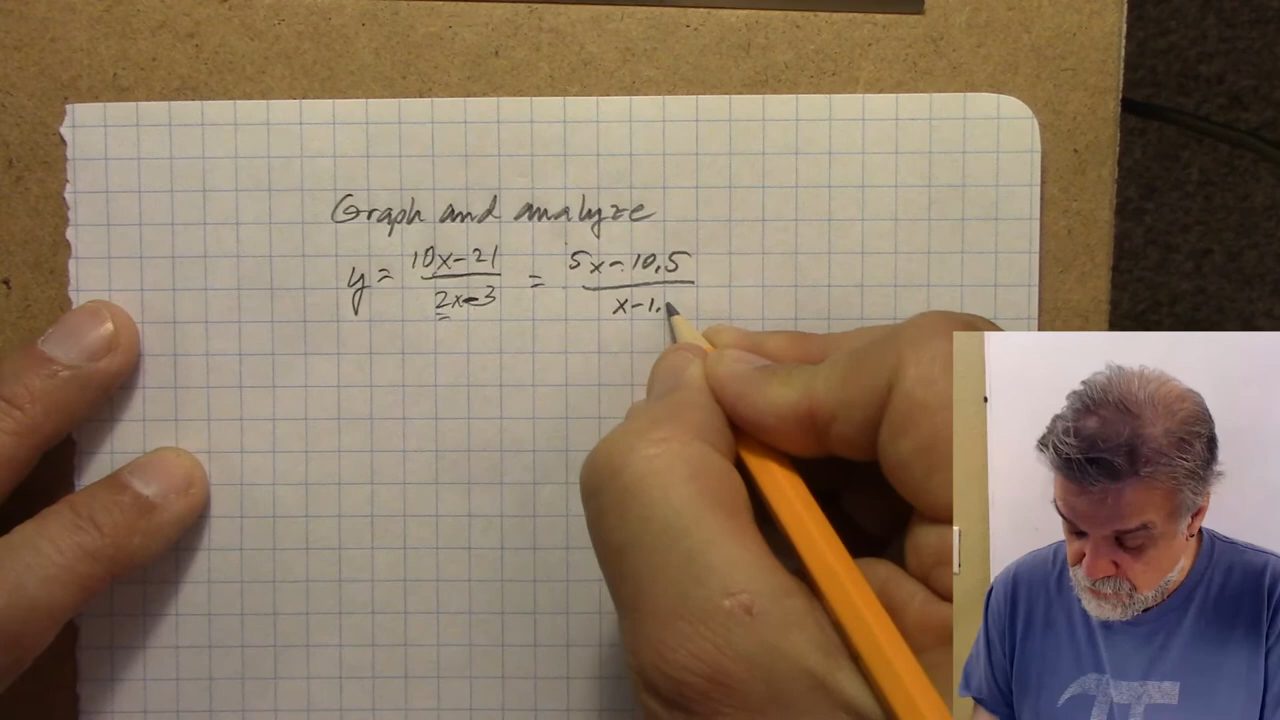 Graph and analyze
y = 10x-21 / 2x-3 = 5x-10.5 / x-1.